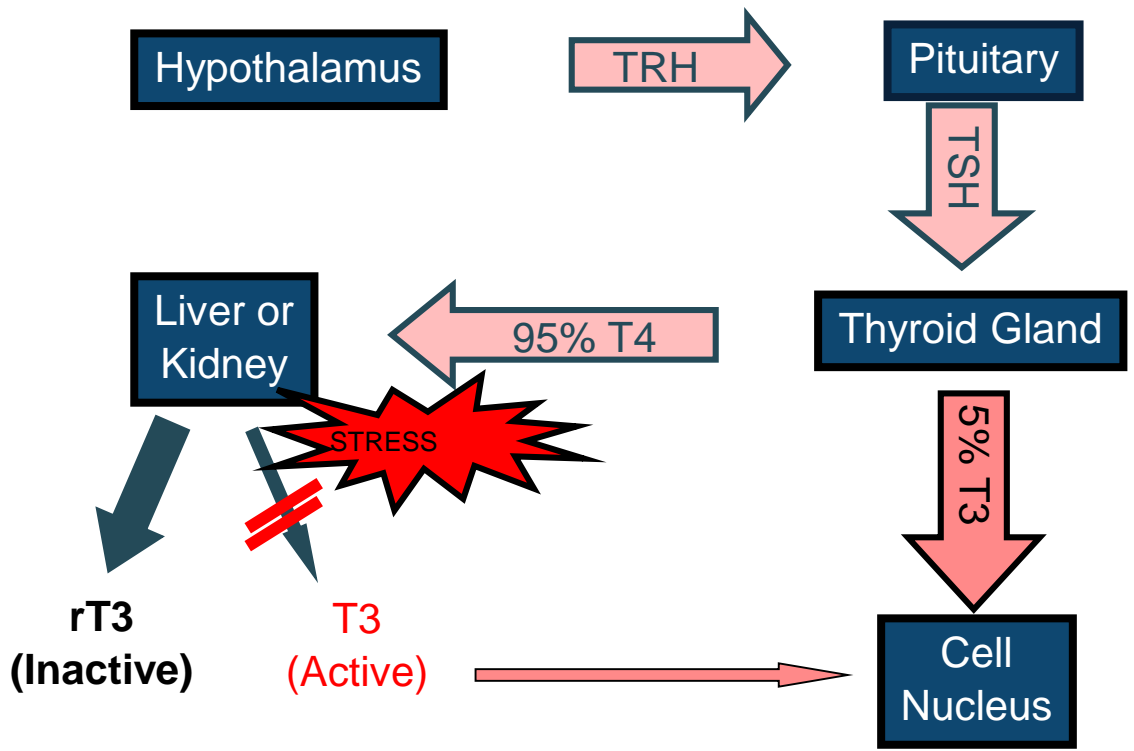 Hypothalamus
TRH
Pituitary
TSH
Liver or
Kidney
95% T4
Thyroid Gland
STRESS
5% T3
rT3
(Inactive)
T3
(Active)
Cell
Nucleus